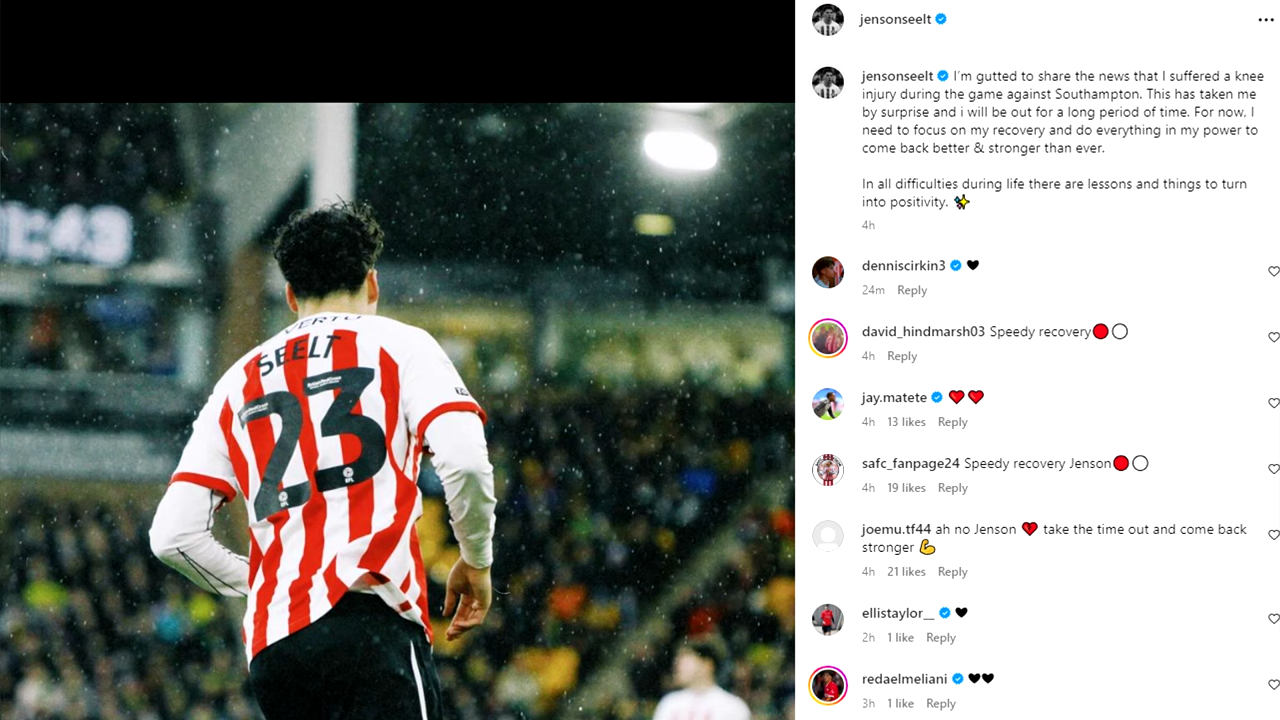 1:43
VERTU
SEELT
23
jensonseelt
jensonseelt I'm gutted to share the news that I suffered a knee
injury during the game against Southampton. This has taken me
by surprise and i will be out for a long period of time. For now, I
need to focus on my recovery and do everything in my power to
come back better & stronger than ever.
In all difficulties during life there are lessons and things to turn
into positivity. ✨
4h
denniscirkin3 🖤
24m Reply
david_hindmarsh03 Speedy recovery🔴⚪
4h Reply
jay.matete ❤️❤️
4h 13 likes Reply
safc_fanpage24 Speedy recovery Jenson🔴⚪
4h 19 likes Reply
joemu.tf44 ah no Jenson 💔 take the time out and come back
stronger 💪
4h 21 likes Reply
ellistaylor__ 🖤
2h 1 like Reply
redaelmeliani 🖤🖤
3h 1 like Reply